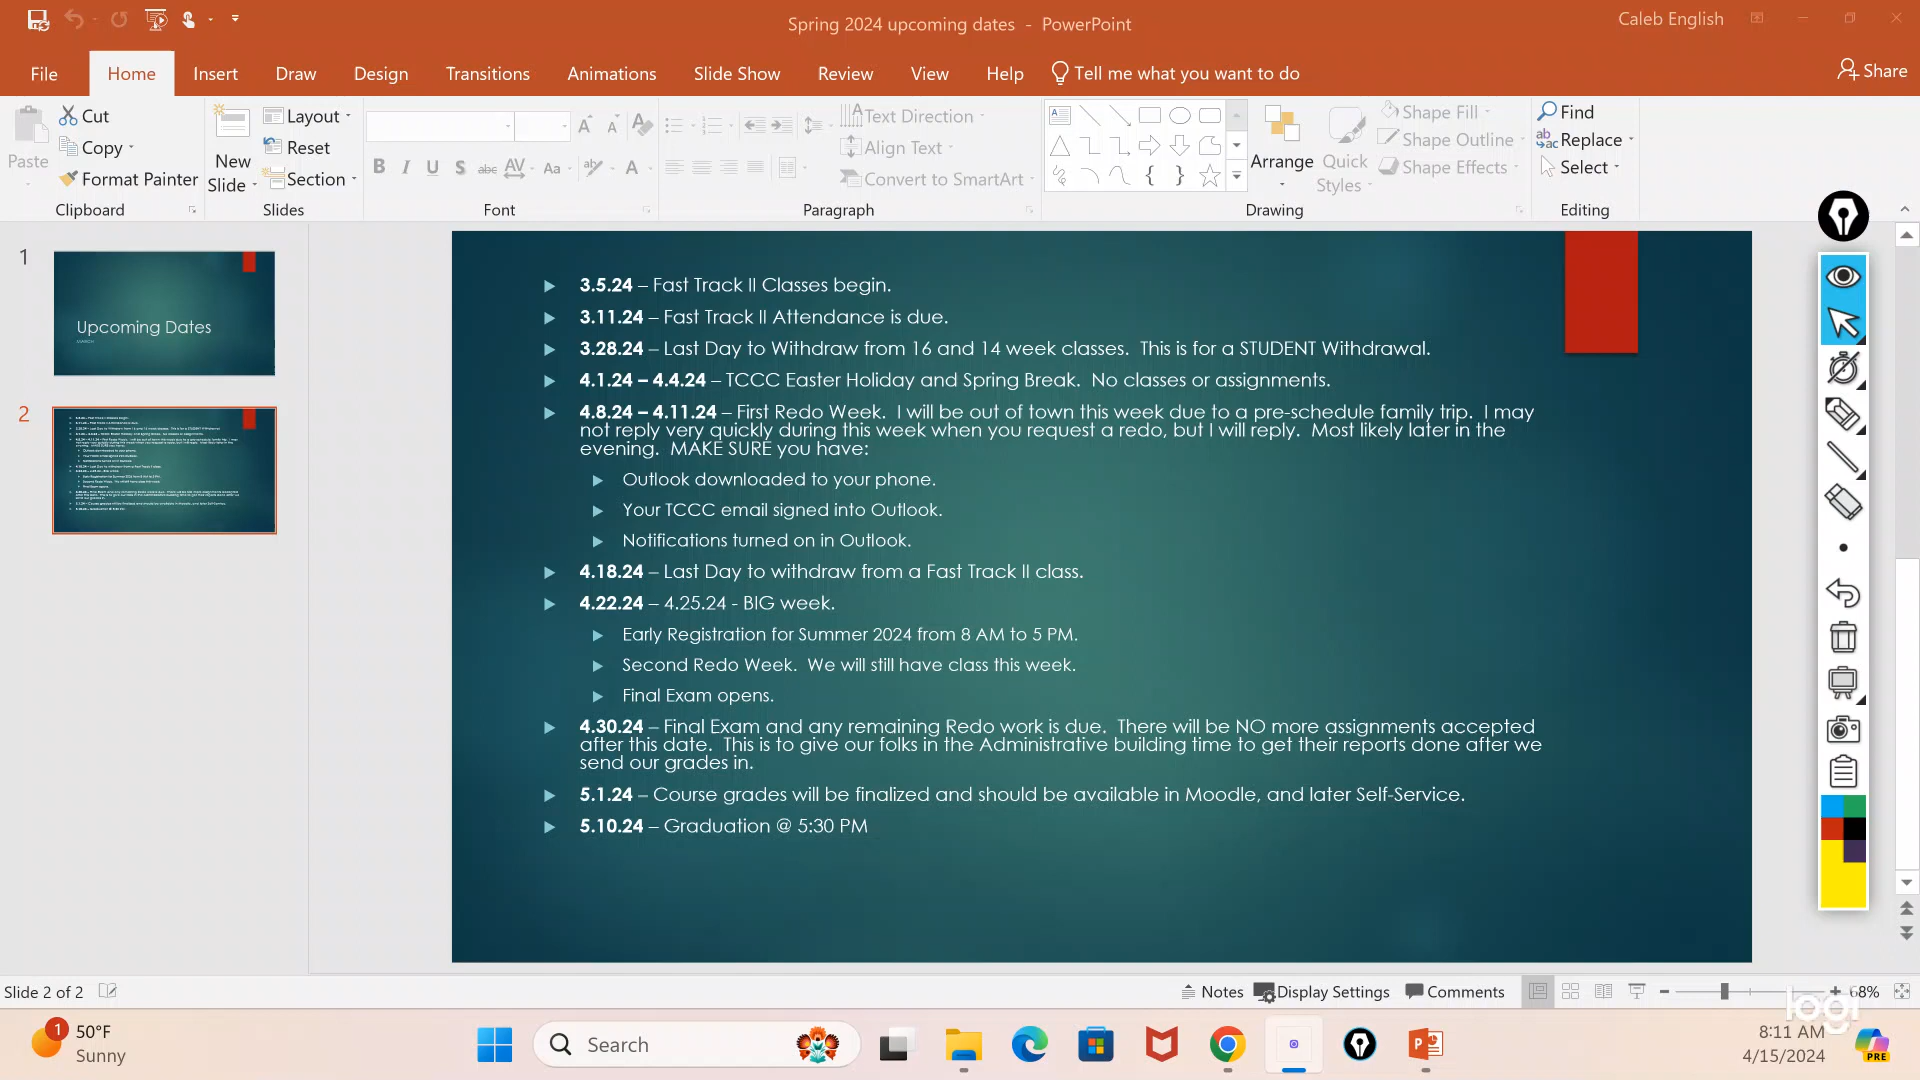 Spring 2024 upcoming dates - PowerPoint
Caleb English
File Home Insert Draw Design Transitions Animations Slide Show Review View Help Tell me what you want to do
Share
Paste
Cut
Copy
Format Painter
Clipboard
New Slide
Layout
Reset
Section
Slides
B I U S abc AV Aa A
Font
Text Direction
Align Text
Convert to SmartArt
Paragraph
Arrange
Quick Styles
Shape Fill
Shape Outline
Shape Effects
Drawing
Find
Replace
Select
Editing
1
Upcoming Dates
MARCH
2
3.5.24 – Fast Track II Classes begin.
3.11.24 – Fast Track II Attendance is due.
3.28.24 – Last Day to Withdraw from 16 and 14 week classes. This is for a STUDENT Withdrawal.
4.1.24 – 4.4.24 – TCCC Easter Holiday and Spring Break. No classes or assignments.
4.8.24 – 4.11.24 – First Redo Week. I will be out of town this week due to a pre-schedule family trip. I may
not reply very quickly during this week when you request a redo, but I will reply. Most likely later in the
evening. MAKE SURE you have:
Outlook downloaded to your phone.
Your TCCC email signed into Outlook.
Notifications turned on in Outlook.
4.18.24 – Last Day to withdraw from a Fast Track II class.
4.22.24 – 4.25.24 - BIG week.
Early Registration for Summer 2024 from 8 AM to 5 PM.
Second Redo Week. We will still have class this week.
Final Exam opens.
4.30.24 – Final Exam and any remaining Redo work is due. There will be NO more assignments accepted
after this date. This is to give our folks in the Administrative building time to get their reports done after we
send our grades in.
5.1.24 – Course grades will be finalized and should be available in Moodle, and later Self-Service.
5.10.24 – Graduation @ 5:30 PM
Slide 2 of 2
Notes
Display Settings
Comments
68%
logi
1
50°F
Sunny
Search
8:11 AM
4/15/2024
PRE